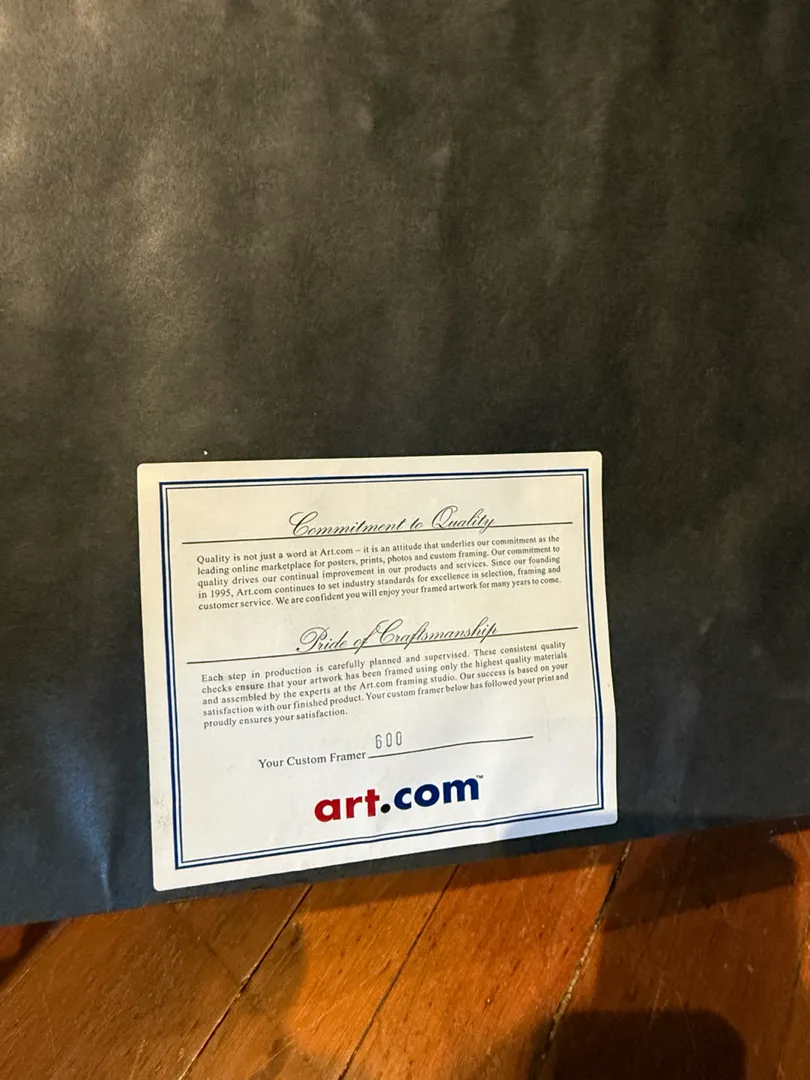 Commitment to Quality
Quality is not just a word at Art.com – it is an attitude that underlies our commitment as the
leading online marketplace for posters, prints, photos and custom framing. Our commitment to
quality drives our continual improvement in our products and services. Since our founding
in 1995, Art.com continues to set industry standards for excellence in selection, framing and
customer service. We are confident you will enjoy your framed artwork for many years to come.
Pride of Craftsmanship
Each step in production is carefully planned and supervised. These consistent quality
checks ensure that your artwork has been framed using only the highest quality materials
and assembled by the experts at the Art.com framing studio. Our success is based on your
satisfaction with our finished product. Your custom framer below has followed your print and
proudly ensures your satisfaction.
Your Custom Framer 600
art.com™